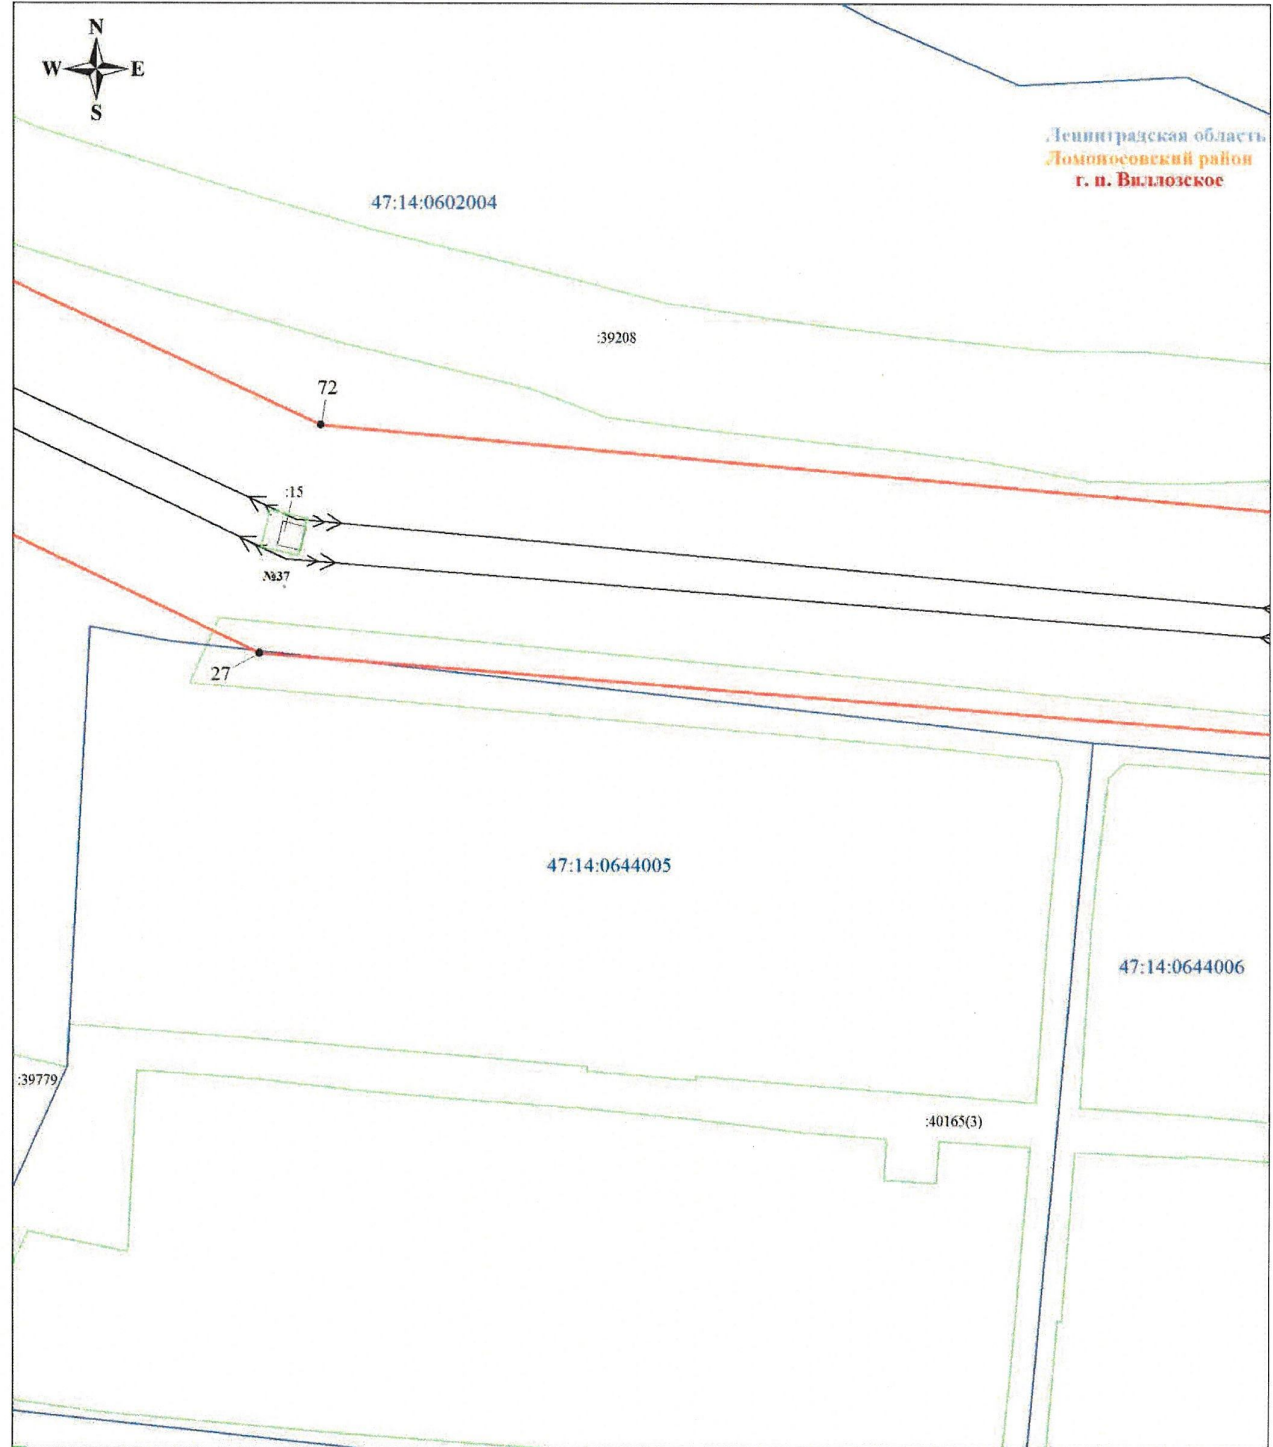 N
W E
S
Ленинградская область
Ломоносовский район
г. п. Виллозское
47:14:0602004
:39208
72
:15
№37
27
47:14:0644005
47:14:0644006
:39779
:40165(3)